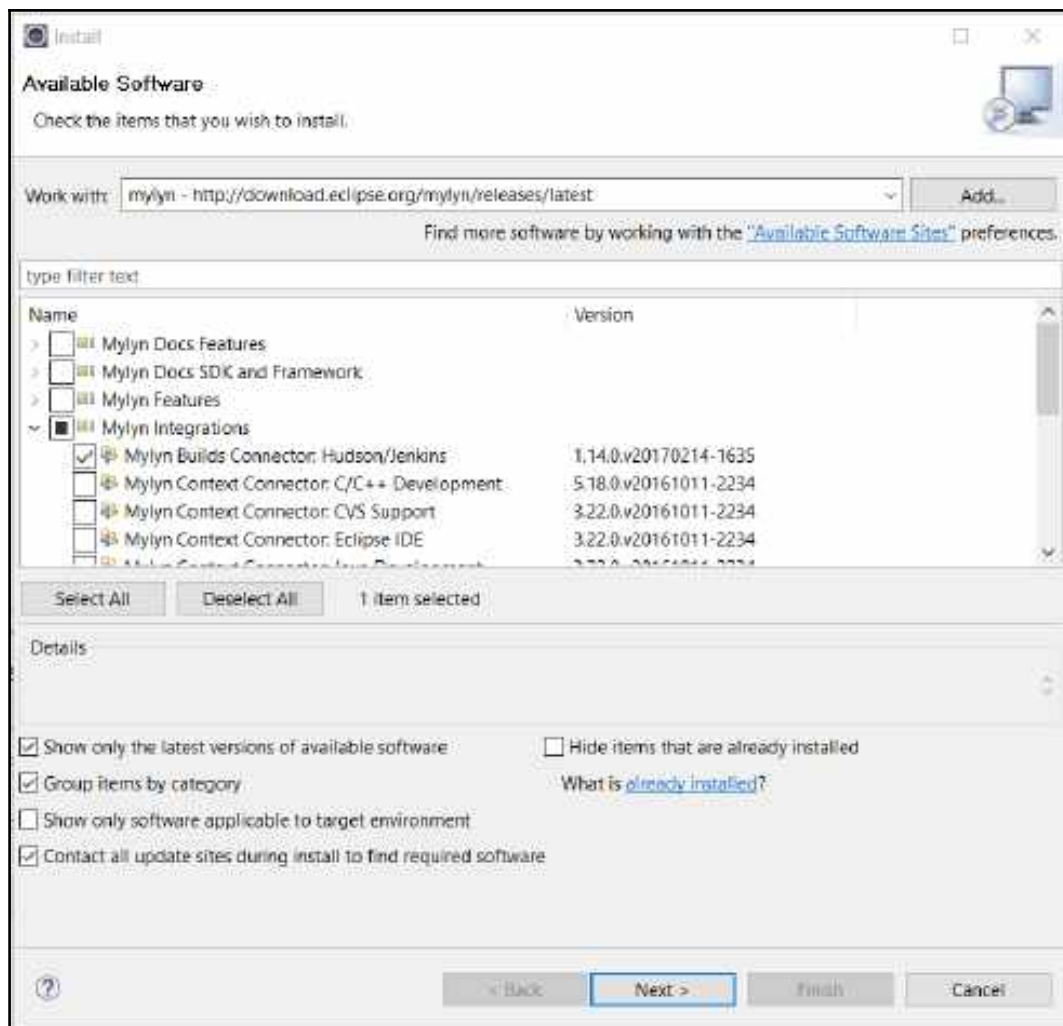 Install
Available Software
Check the items that you wish to install.
Work with: mylyn - http://download.eclipse.org/mylyn/releases/latest Add...
Find more software by working with the "Available Software Sites" preferences.
type filter text
Name Version
Mylyn Docs Features
Mylyn Docs SDK and Framework
Mylyn Features
Mylyn Integrations
Mylyn Builds Connector: Hudson/Jenkins 1.14.0.v20170214-1635
Mylyn Context Connector: C/C++ Development 5.18.0.v20161011-2234
Mylyn Context Connector: CVS Support 3.22.0.v20161011-2234
Mylyn Context Connector: Eclipse IDE 3.22.0.v20161011-2234
Select All Deselect All 1 item selected
Details
Show only the latest versions of available software Hide items that are already installed
Group items by category What is already installed?
Show only software applicable to target environment
Contact all update sites during install to find required software
< Back Next > Finish Cancel